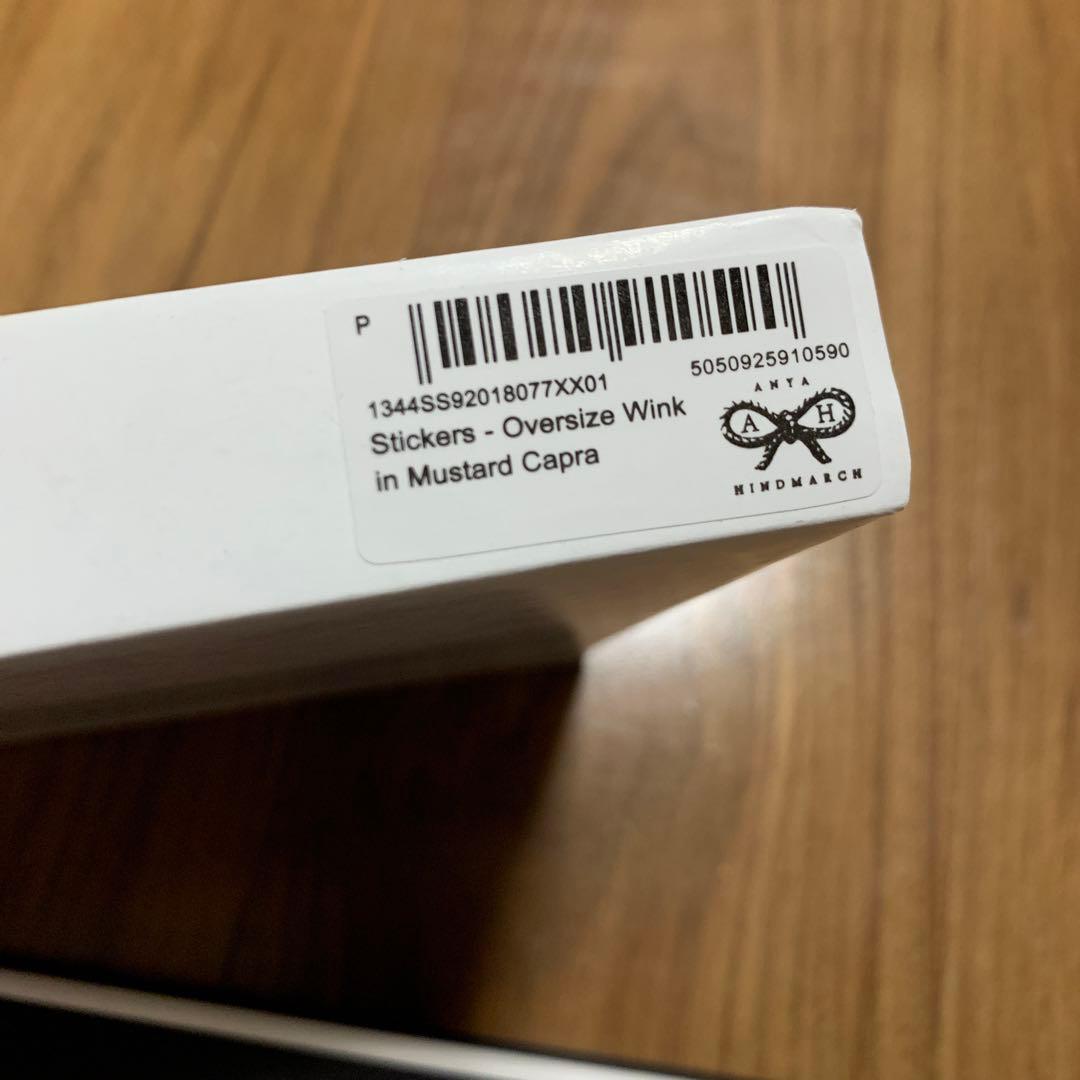 P
5050925910590
1344SS92018077XX01
Stickers - Oversize Wink
in Mustard Capra
ANYA
A H
HINDMARCH